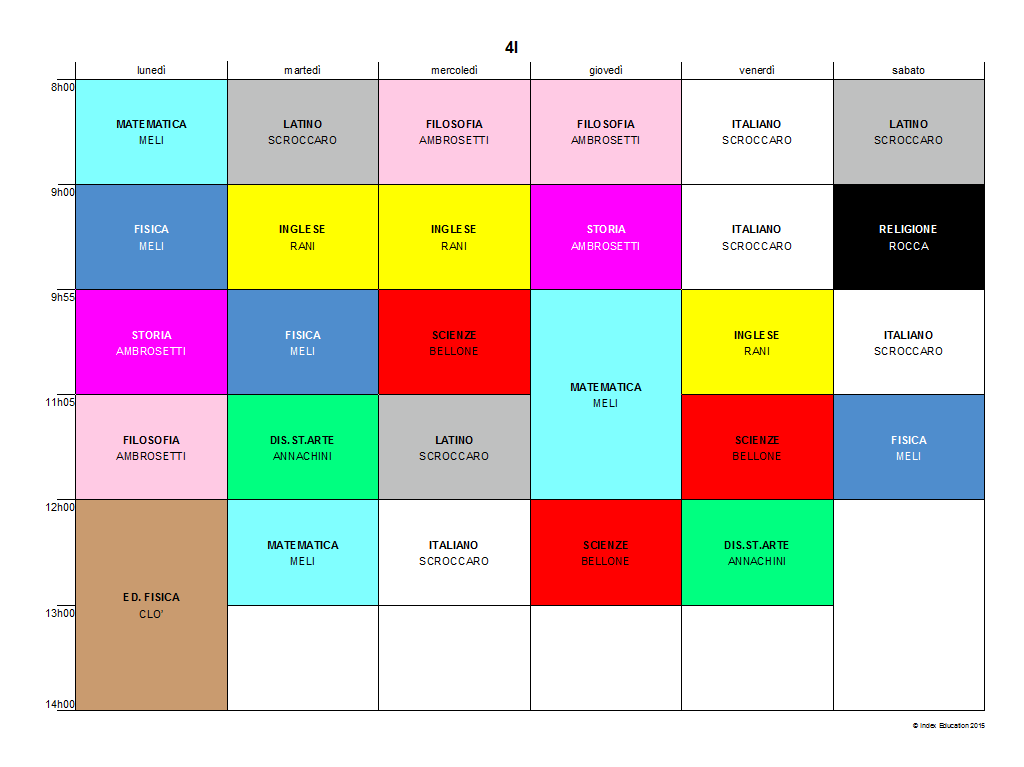 4I
lunedì martedì mercoledì giovedì venerdì sabato
8h00
MATEMATICA LATINO FILOSOFIA FILOSOFIA ITALIANO LATINO
MELI SCROCCARO AMBROSETTI AMBROSETTI SCROCCARO SCROCCARO
9h00
FISICA INGLESE INGLESE STORIA ITALIANO RELIGIONE
MELI RANI RANI AMBROSETTI SCROCCARO ROCCA
9h55
STORIA FISICA SCIENZE INGLESE ITALIANO
AMBROSETTI MELI BELLONE RANI SCROCCARO
MATEMATICA
MELI
11h05
FILOSOFIA DIS.ST.ARTE LATINO SCIENZE FISICA
AMBROSETTI ANNACHINI SCROCCARO BELLONE MELI
12h00
MATEMATICA ITALIANO SCIENZE DIS.ST.ARTE
MELI SCROCCARO BELLONE ANNACHINI
ED. FISICA
CLO'
13h00
14h00
© Index Education 2015